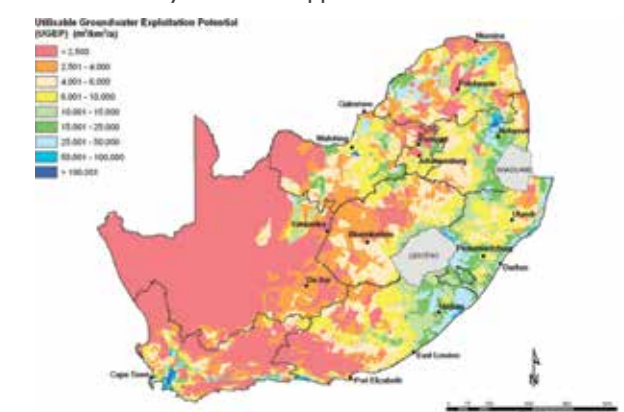 Utilisable Groundwater Exploitation Potential
(UGEP) (m³/km²/a)
< 2,500
2,501 - 4,000
4,001 - 6,000
6,001 - 10,000
10,001 - 15,000
15,001 - 25,000
25,001 - 50,000
50,001 - 100,000
> 100,001
Musina
Polokwane
Gaborone
Mafikeng
Nelspruit
Pretoria
Johannesburg
SWAZILAND
Ulundi
Kimberley
Bloemfontein
Pietermaritzburg
LESOTHO
Durban
De Aar
Umtata
East London
Cape Town
Port Elizabeth
N